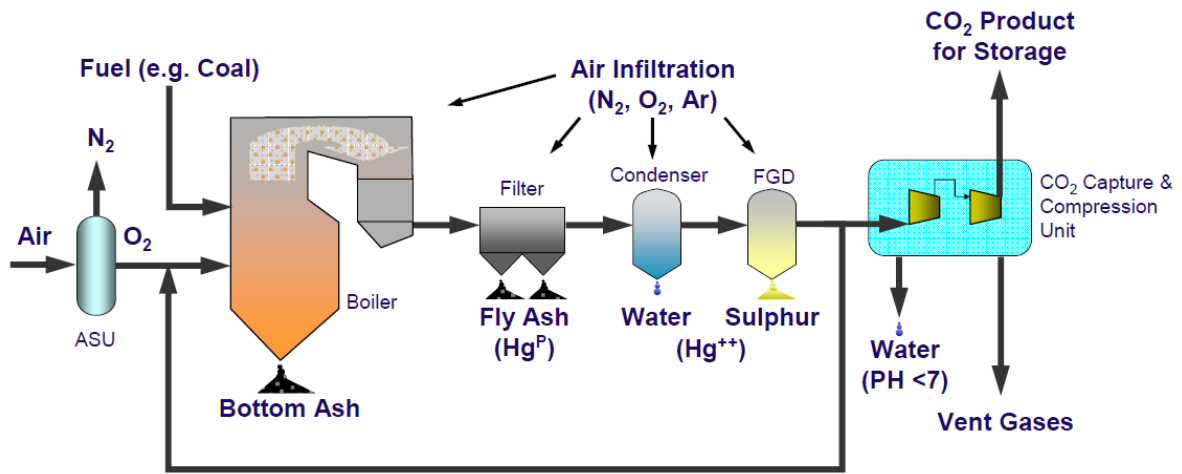 CO₂ Product
for Storage
Fuel (e.g. Coal)
Air Infiltration
(N₂, O₂, Ar)
N₂
Filter
Condenser
FGD
CO₂ Capture &
Compression
Unit
Air
O₂
Boiler
ASU
Fly Ash
(Hgᴾ)
Water
(Hg⁺⁺)
Sulphur
Bottom Ash
Water
(PH <7)
Vent Gases